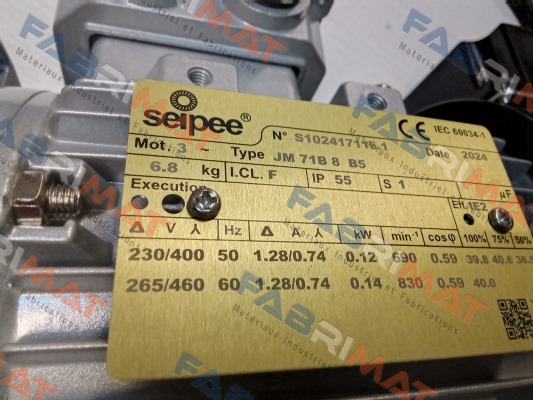 seipee®
N° S102417116.1
CE IEC 60034-1
Mot. 3 ~ Type JM 71B 8 B5 Date 2024
6.8 kg I.CL. F IP 55 S 1 µF
Execution Eff. IE2
Δ V Y Hz Δ A Y kW min⁻¹ cosφ 100% 75% 50%
230/400 50 1.28/0.74 0.12 690 0.59 39.8 40.6 36.5
265/460 60 1.28/0.74 0.14 830 0.59 40.0
FABRIMAT
Materiaux Industriel et Fabrications